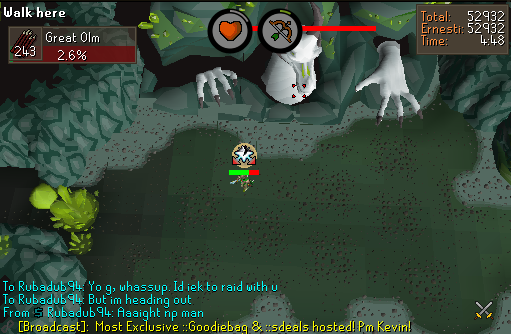 Walk here
Great Olm
243
2.6%
Total: 52932
Ernesti: 52932
Time: 4:48
To Rubadub94: Yo g, whassup. Id iek to raid with u
To Rubadub94: But im heading out
From Rubadub94: Aaaight np man
[Broadcast]: Most Exclusive ::Goodiebag & ::sdeals hosted! Pm Kevin!